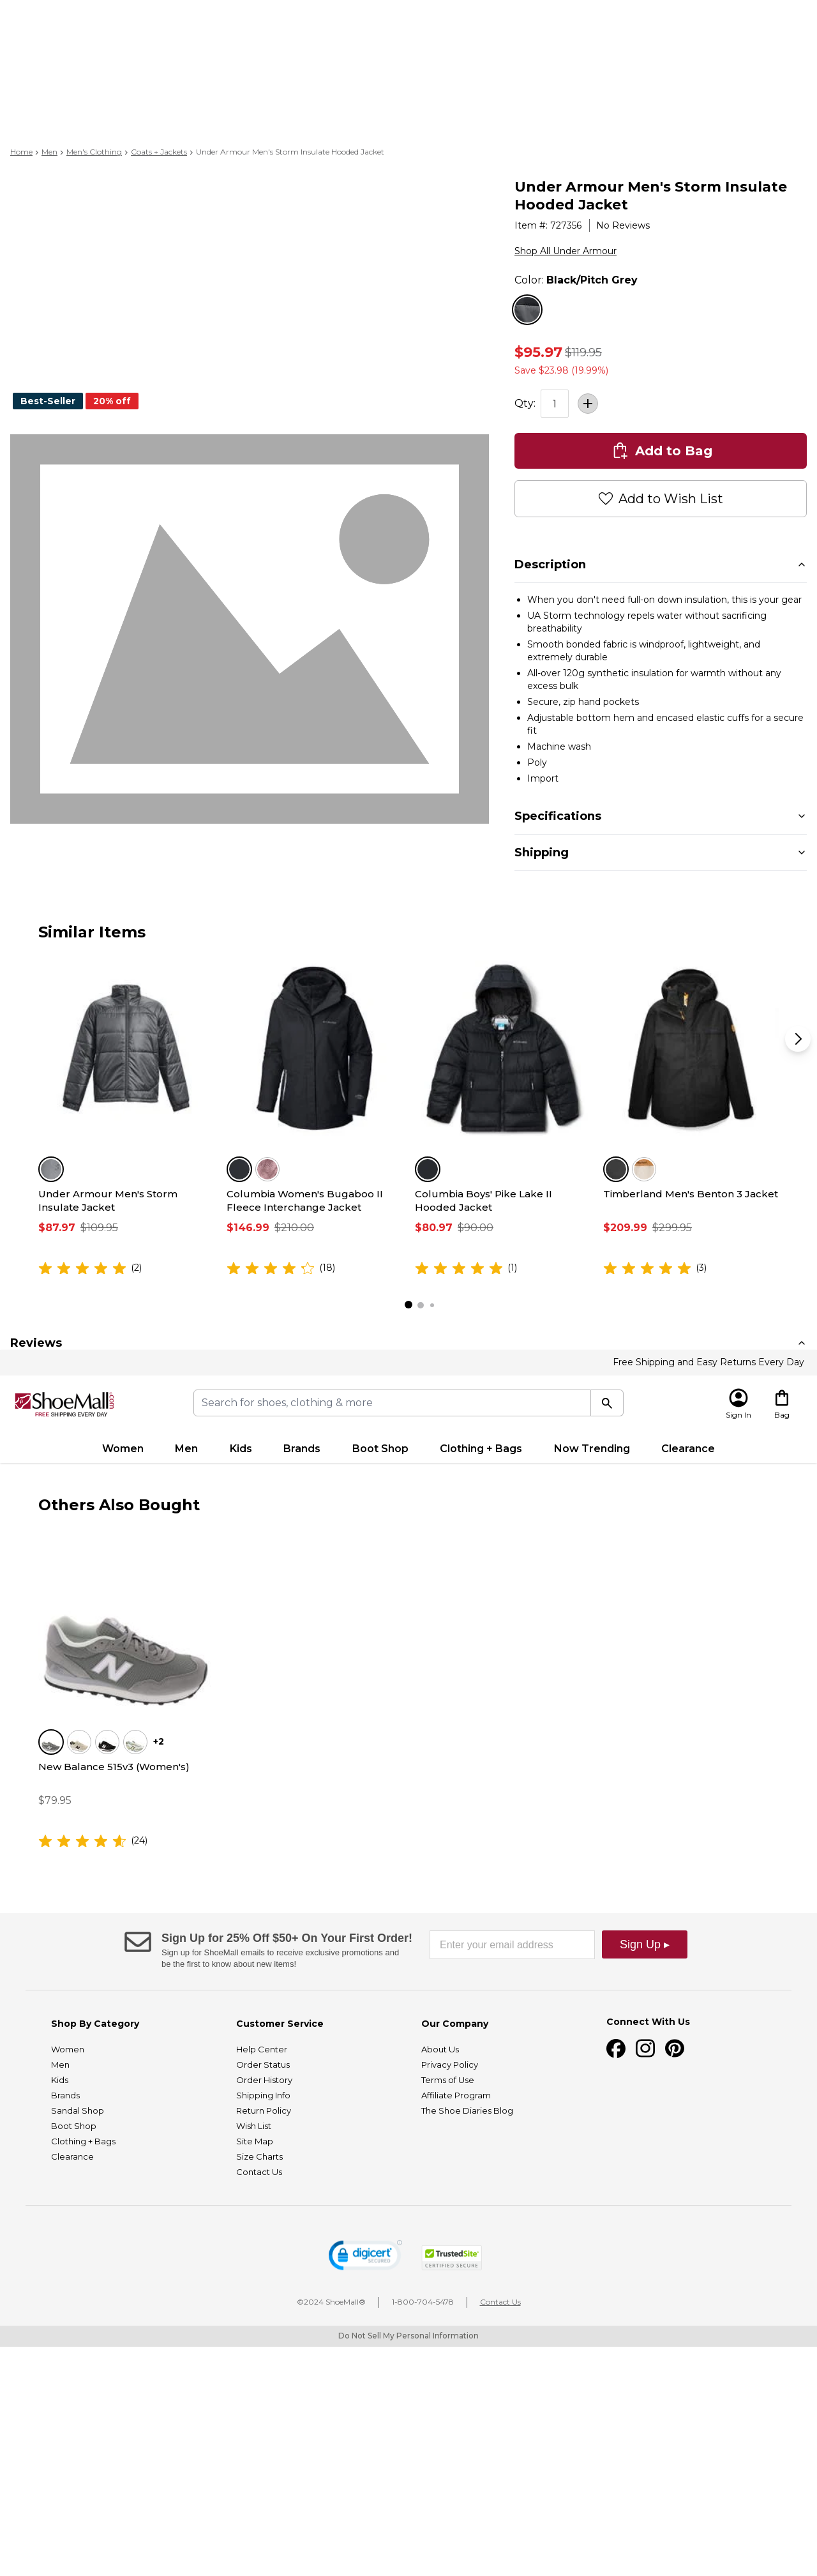 Home > Men > Men's Clothing > Coats + Jackets > Under Armour Men's Storm Insulate Hooded Jacket
Under Armour Men's Storm Insulate
Hooded Jacket
Item #: 727356 | No Reviews
Shop All Under Armour
Color: Black/Pitch Grey
$95.97 $119.95
Save $23.98 (19.99%)
Best-Seller 20% off
Qty: 1
Add to Bag
Add to Wish List
Description
When you don't need full-on down insulation, this is your gear
UA Storm technology repels water without sacrificing
breathability
Smooth bonded fabric is windproof, lightweight, and
extremely durable
All-over 120g synthetic insulation for warmth without any
excess bulk
Secure, zip hand pockets
Adjustable bottom hem and encased elastic cuffs for a secure
fit
Machine wash
Poly
Import
Specifications
Shipping
Similar Items
Under Armour Men's Storm
Insulate Jacket
$87.97 $109.95
(2)
Columbia Women's Bugaboo II
Fleece Interchange Jacket
$146.99 $210.00
(18)
Columbia Boys' Pike Lake II
Hooded Jacket
$80.97 $90.00
(1)
Timberland Men's Benton 3 Jacket
$209.99 $299.95
(3)
Reviews
Free Shipping and Easy Returns Every Day
ShoeMall.com
FREE SHIPPING EVERY DAY
Search for shoes, clothing & more
Sign In
Bag
Women Men Kids Brands Boot Shop Clothing + Bags Now Trending Clearance
Others Also Bought
+2
New Balance 515v3 (Women's)
$79.95
(24)
Sign Up for 25% Off $50+ On Your First Order!
Sign up for ShoeMall emails to receive exclusive promotions and
be the first to know about new items!
Enter your email address
Sign Up ▸
Shop By Category
Women
Men
Kids
Brands
Sandal Shop
Boot Shop
Clothing + Bags
Clearance
Customer Service
Help Center
Order Status
Order History
Shipping Info
Return Policy
Wish List
Site Map
Size Charts
Contact Us
Our Company
About Us
Privacy Policy
Terms of Use
Affiliate Program
The Shoe Diaries Blog
Connect With Us
digicert
SECURED
TrustedSite
CERTIFIED SECURE
©2024 ShoeMall® | 1-800-704-5478 | Contact Us
Do Not Sell My Personal Information